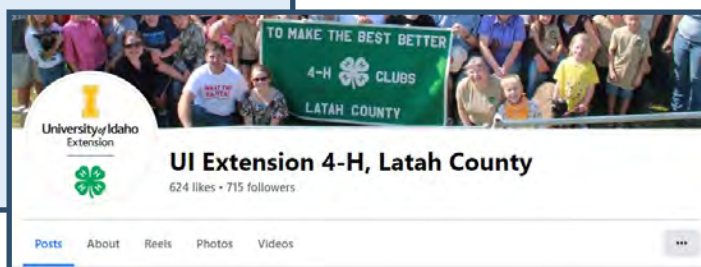 TO MAKE THE BEST BETTER
4-H CLUBS
LATAH COUNTY
I
University of Idaho
Extension
UI Extension 4-H, Latah County
624 likes • 715 followers
Posts About Reels Photos Videos
...